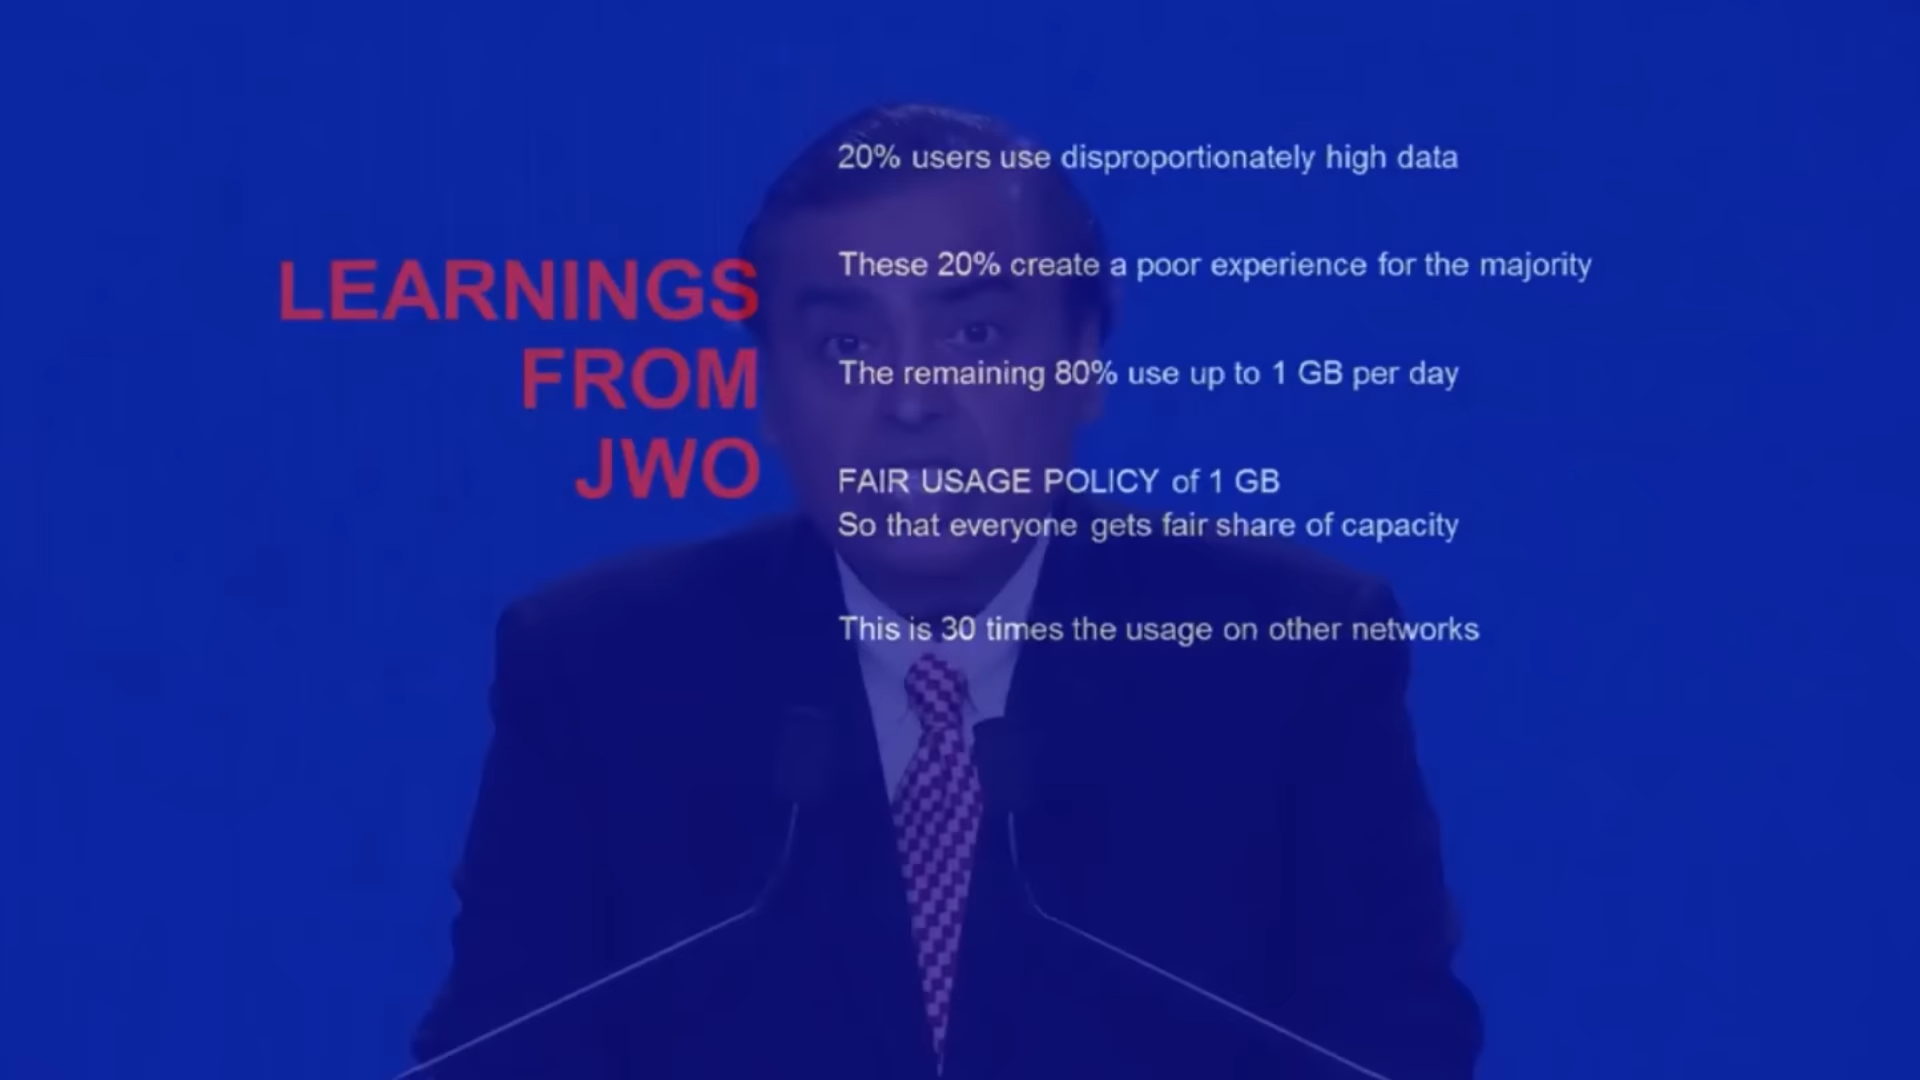 LEARNINGS
FROM
JWO
20% users use disproportionately high data
These 20% create a poor experience for the majority
The remaining 80% use up to 1 GB per day
FAIR USAGE POLICY of 1 GB
So that everyone gets fair share of capacity
This is 30 times the usage on other networks